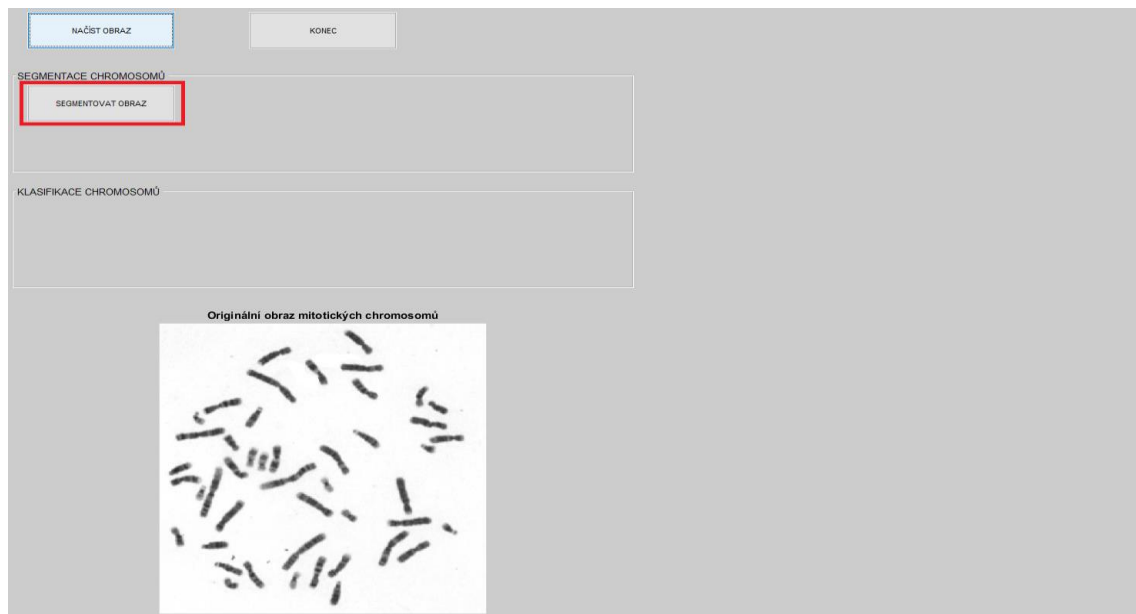 NAČÍST OBRAZ
KONEC
SEGMENTACE CHROMOSOMŮ
SEGMENTOVAT OBRAZ
KLASIFIKACE CHROMOSOMŮ
Originální obraz mitotických chromosomů